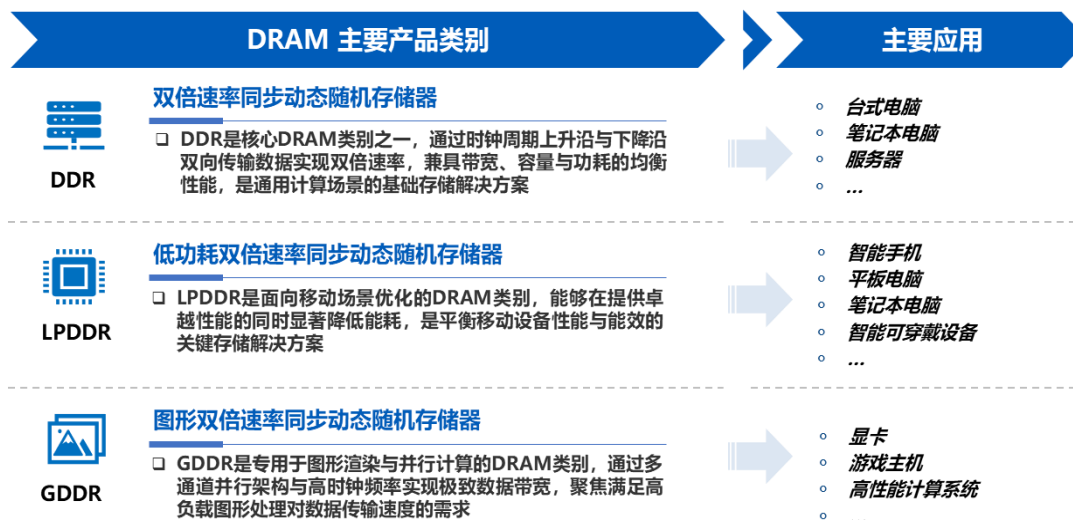 DRAM 主要产品类别
主要应用
双倍速率同步动态随机存储器
DDR是核心DRAM类别之一，通过时钟周期上升沿与下降沿
双向传输数据实现双倍速率，兼具带宽、容量与功耗的均衡
性能，是通用计算场景的基础存储解决方案
DDR
台式电脑
笔记本电脑
服务器
...
低功耗双倍速率同步动态随机存储器
LPDDR是面向移动场景优化的DRAM类别，能够在提供卓
越性能的同时显著降低能耗，是平衡移动设备性能与能效的
关键存储解决方案
LPDDR
智能手机
平板电脑
笔记本电脑
智能可穿戴设备
...
图形双倍速率同步动态随机存储器
GDDR是专用于图形渲染与并行计算的DRAM类别，通过多
通道并行架构与高时钟频率实现极致数据带宽，聚焦满足高
负载图形处理对数据传输速度的需求
GDDR
显卡
游戏主机
高性能计算系统
...